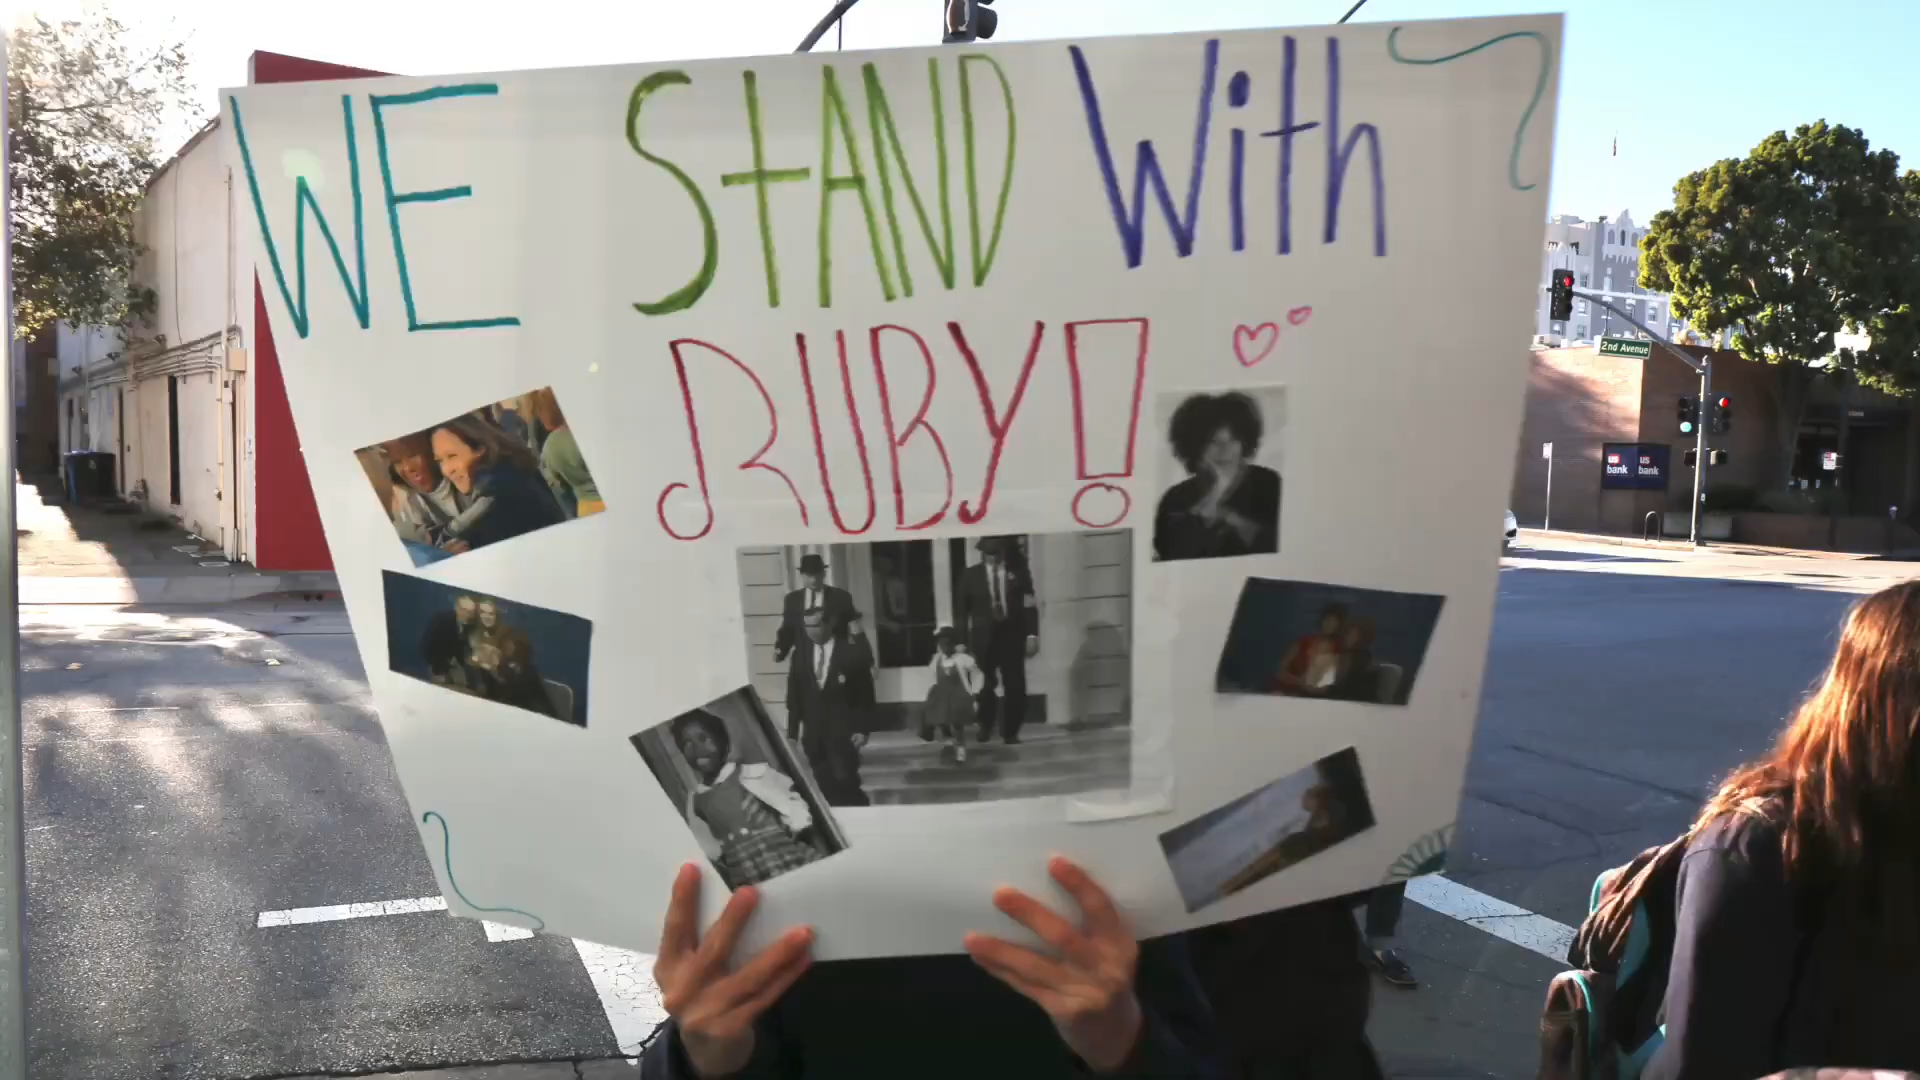 WE StAND With
RUBY!
2nd Avenue
us bank
us bank